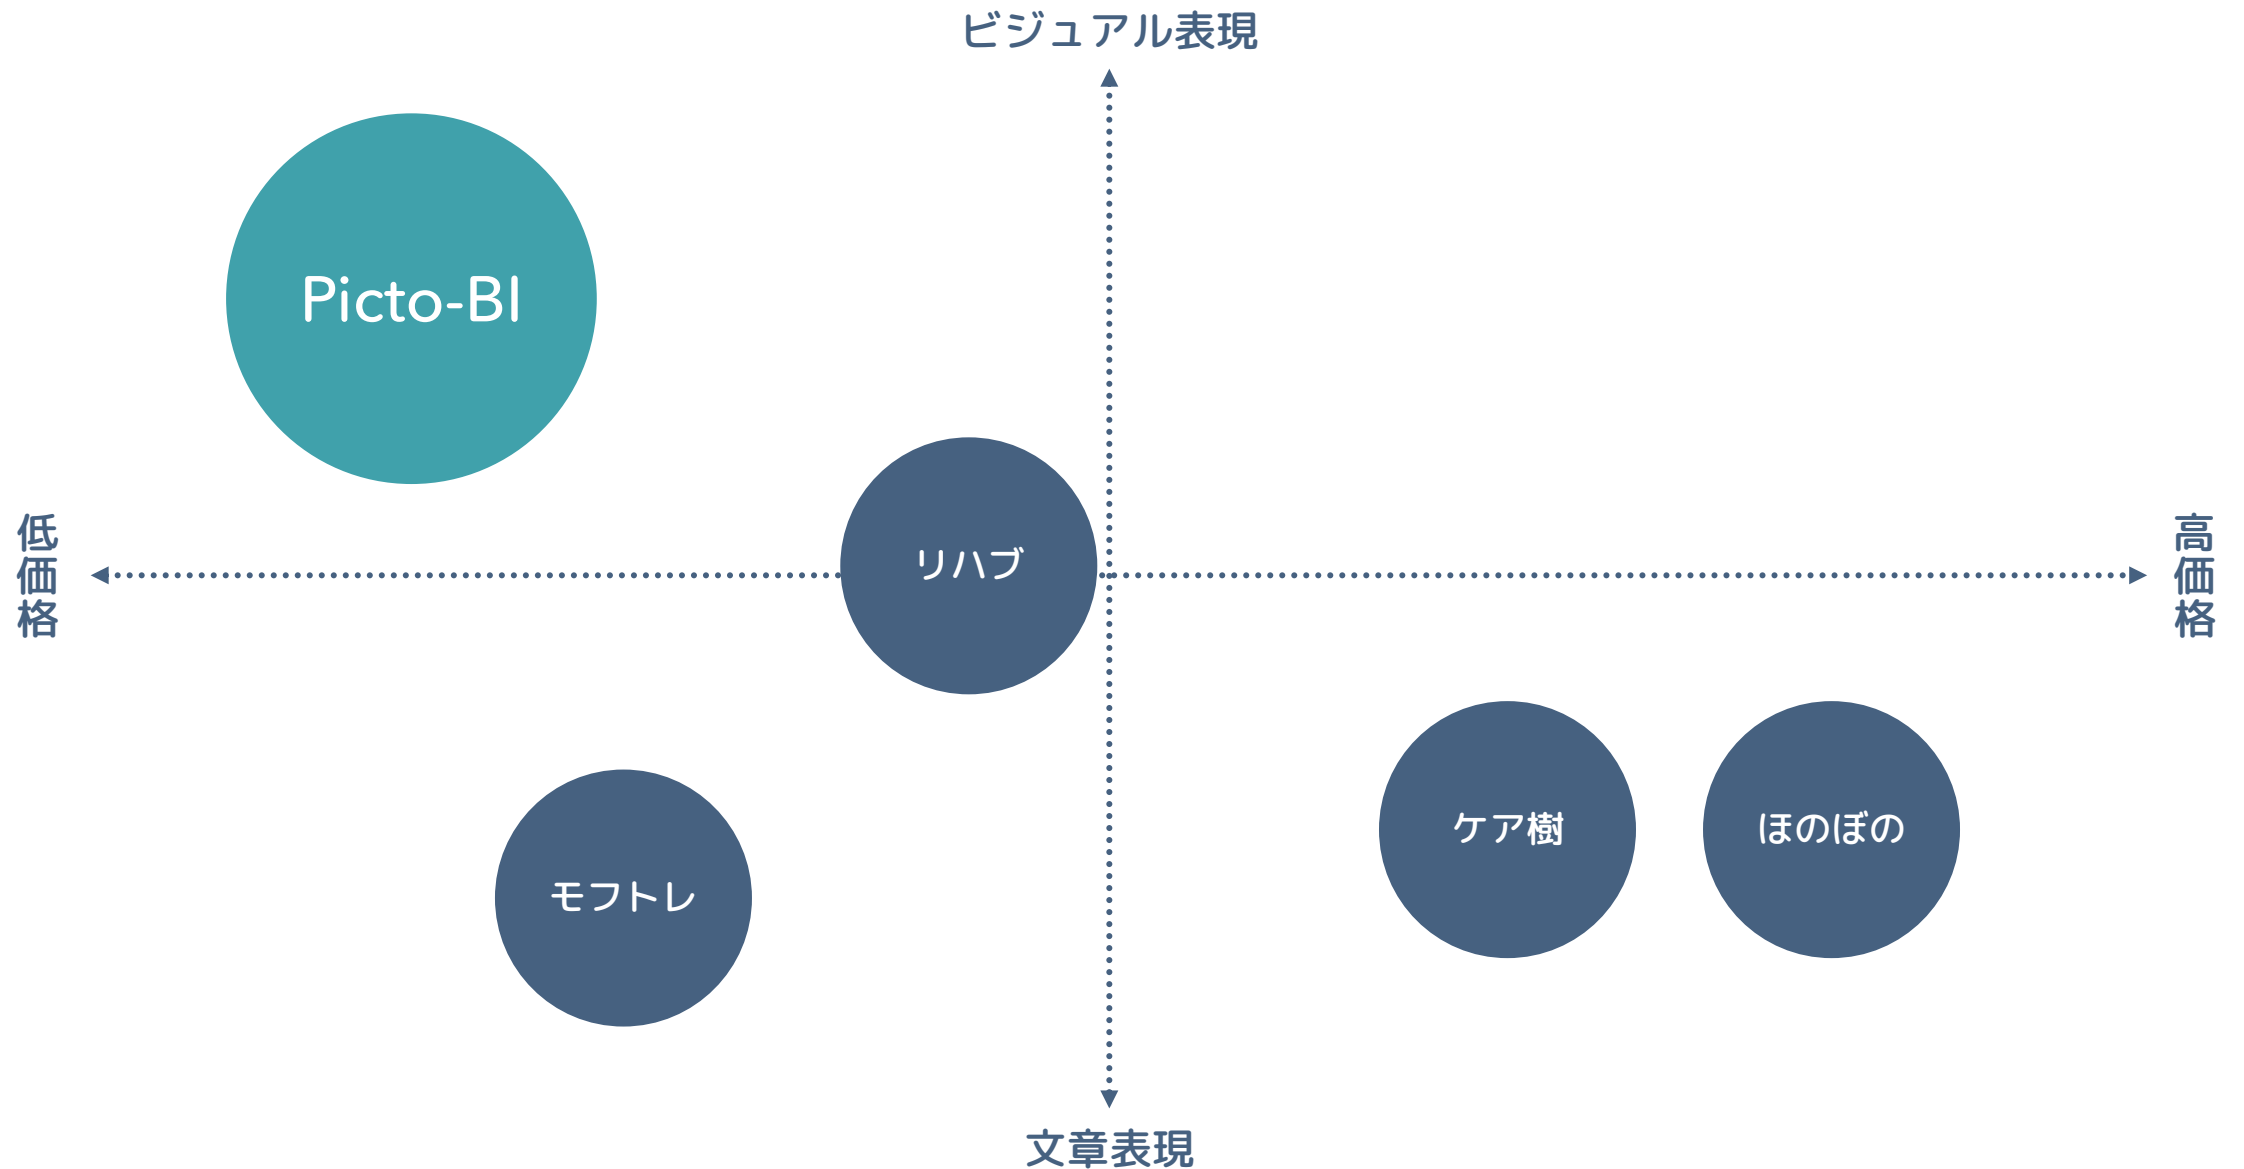 ビジュアル表現
Picto-BI
低価格
リハブ
高価格
ケア樹
ほのぼの
モフトレ
文章表現